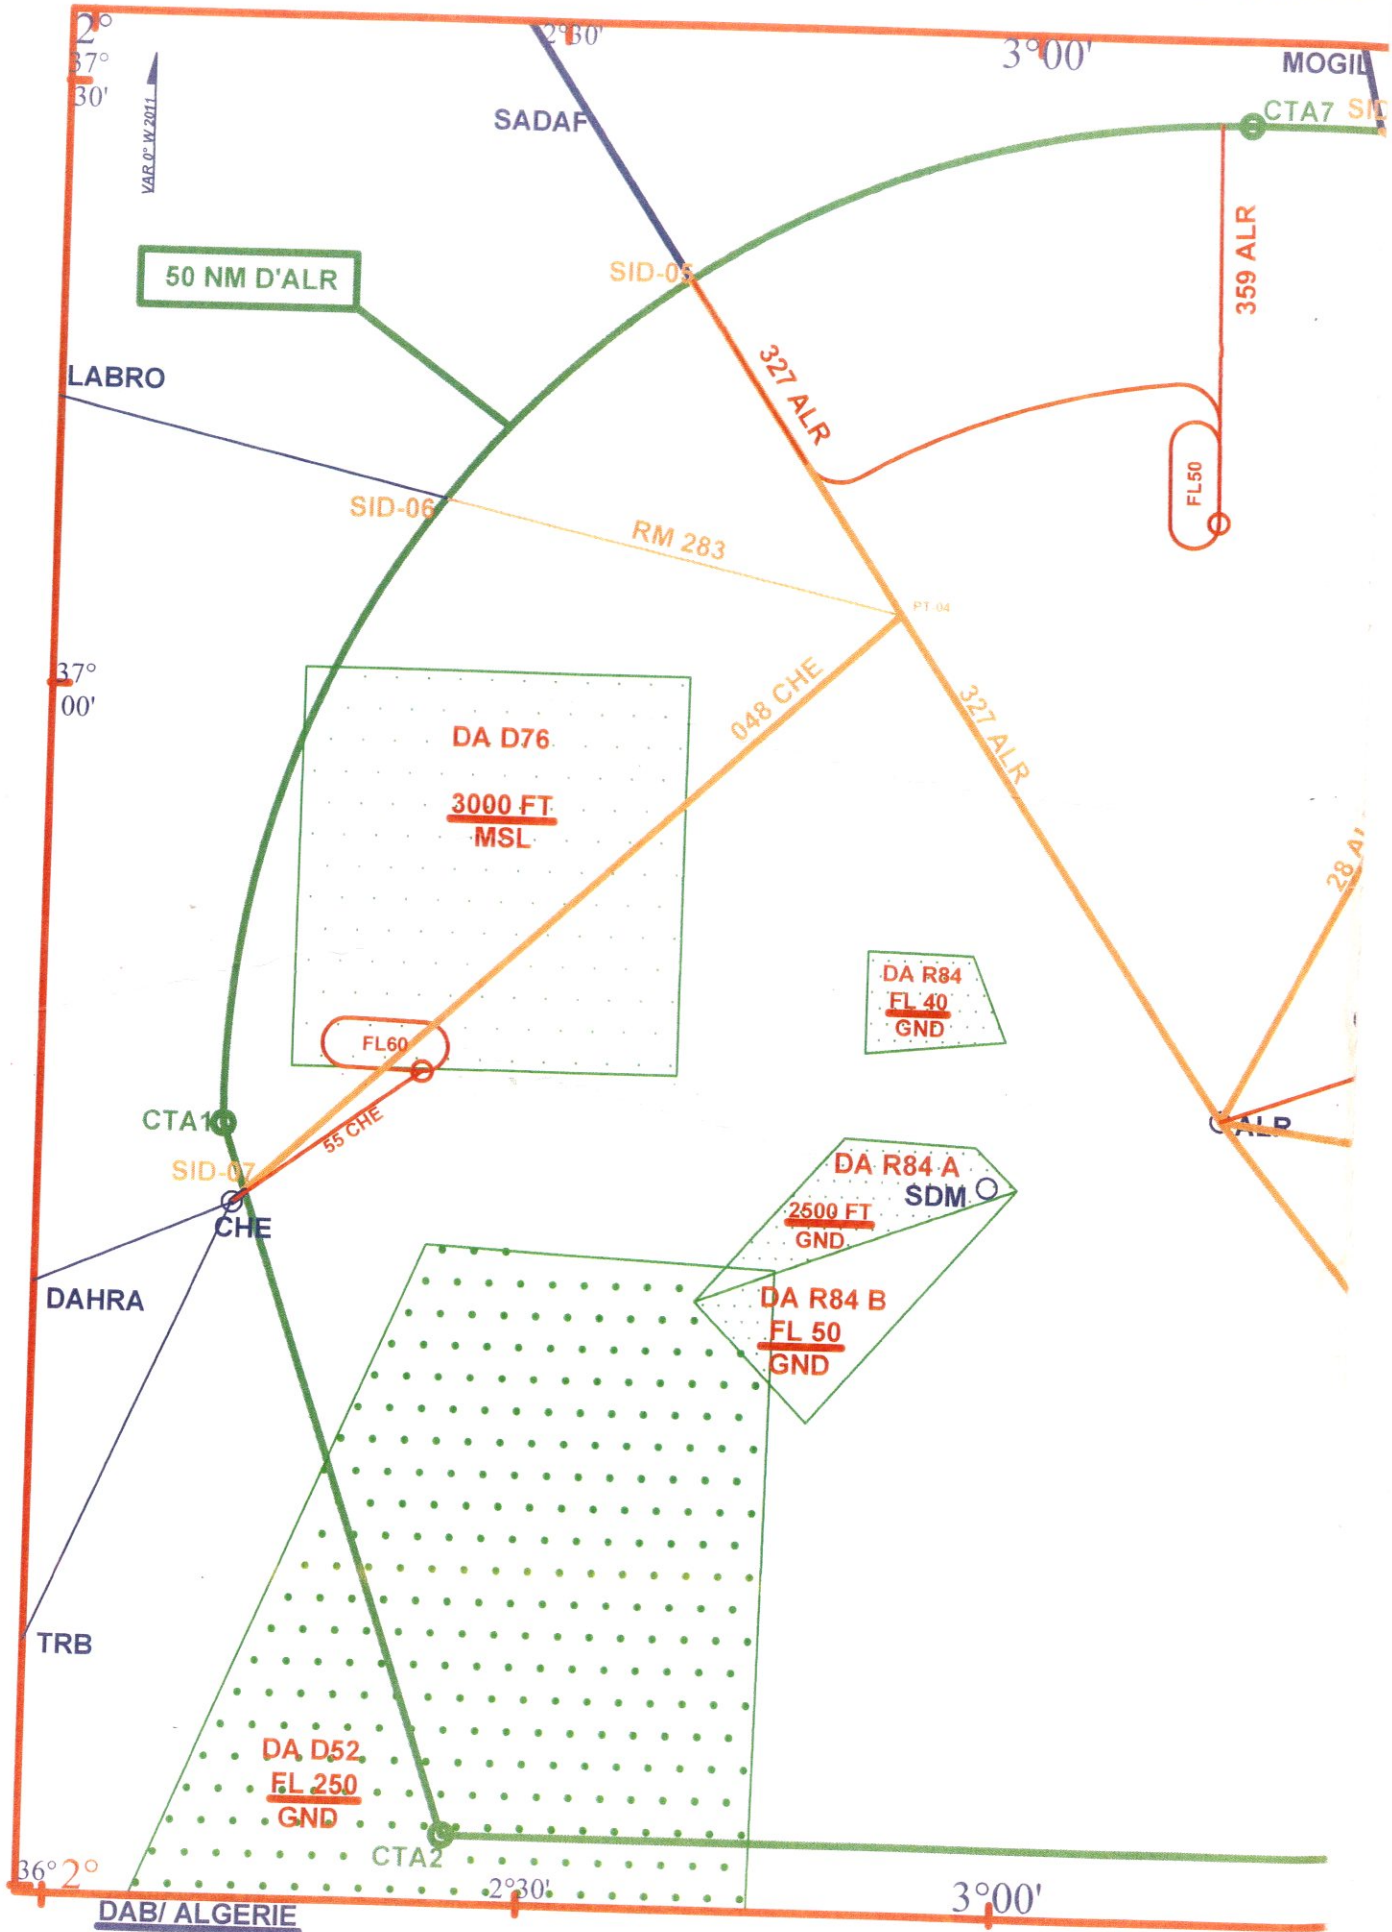 2°
2°30'
3°00'
MOGIL
37°
30'
VAR 0° W 2011
SADAF
CTA7
50 NM D'ALR
SID-05
359 ALR
LABRO
327 ALR
FL50
SID-06
RM 283
PT-04
37°
00'
048 CHE
327 ALR
DA D76
3000 FT
MSL
DA R84
FL 40
GND
FL60
CTA1
55 CHE
ALR
SID-07
DA R84 A
SDM
CHE
2500 FT
GND
DAHRA
DA R84 B
FL 50
GND
TRB
DA D52
FL 250
GND
CTA2
36°
2°
2°30'
3°00'
DAB/ ALGERIE